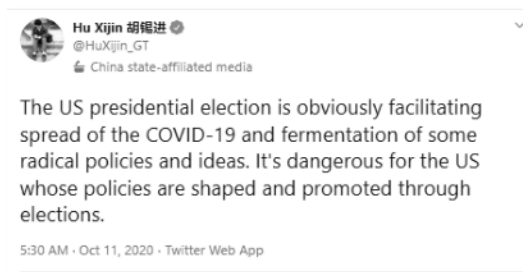 Hu Xijin 胡锡进
@HuXijin_GT
China state-affiliated media
The US presidential election is obviously facilitating
spread of the COVID-19 and fermentation of some
radical policies and ideas. It's dangerous for the US
whose policies are shaped and promoted through
elections.
5:30 AM · Oct 11, 2020 · Twitter Web App